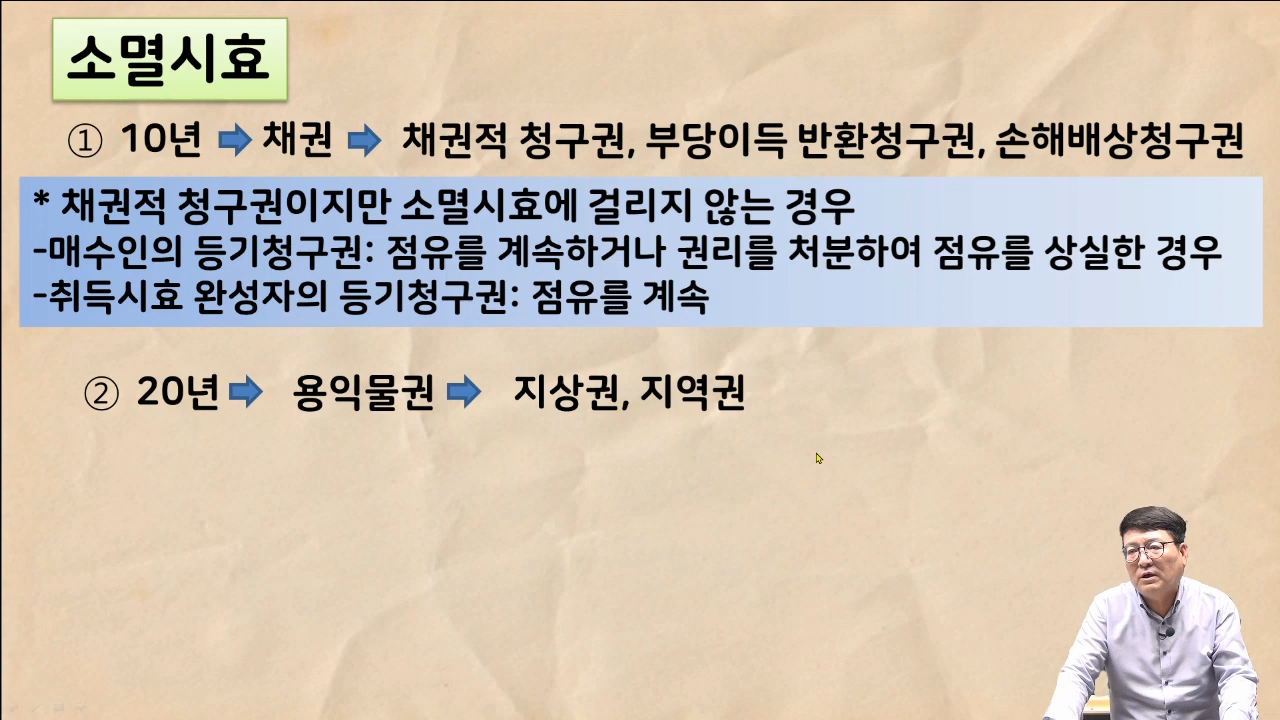 소멸시효
① 10년 ➡ 채권 ➡ 채권적 청구권, 부당이득 반환청구권, 손해배상청구권
* 채권적 청구권이지만 소멸시효에 걸리지 않는 경우
-매수인의 등기청구권: 점유를 계속하거나 권리를 처분하여 점유를 상실한 경우
-취득시효 완성자의 등기청구권: 점유를 계속
② 20년 ➡ 용익물권 ➡ 지상권, 지역권